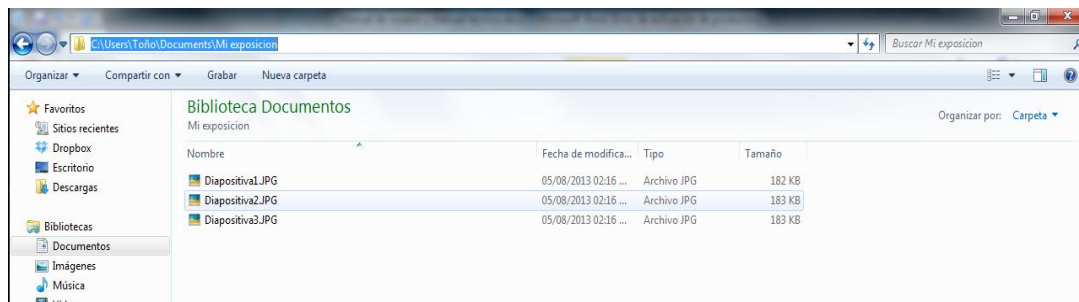 C:\Users\Toño\Documents\Mi exposicion
Buscar Mi exposicion
Organizar Compartir con Grabar Nueva carpeta
Favoritos
Sitios recientes
Dropbox
Escritorio
Descargas
Bibliotecas
Documentos
Imágenes
Música
Biblioteca Documentos
Mi exposicion
Organizar por: Carpeta
Nombre Fecha de modifica... Tipo Tamaño
Diapositiva1.JPG 05/08/2013 02:16 ... Archivo JPG 182 KB
Diapositiva2.JPG 05/08/2013 02:16 ... Archivo JPG 183 KB
Diapositiva3.JPG 05/08/2013 02:16 ... Archivo JPG 183 KB